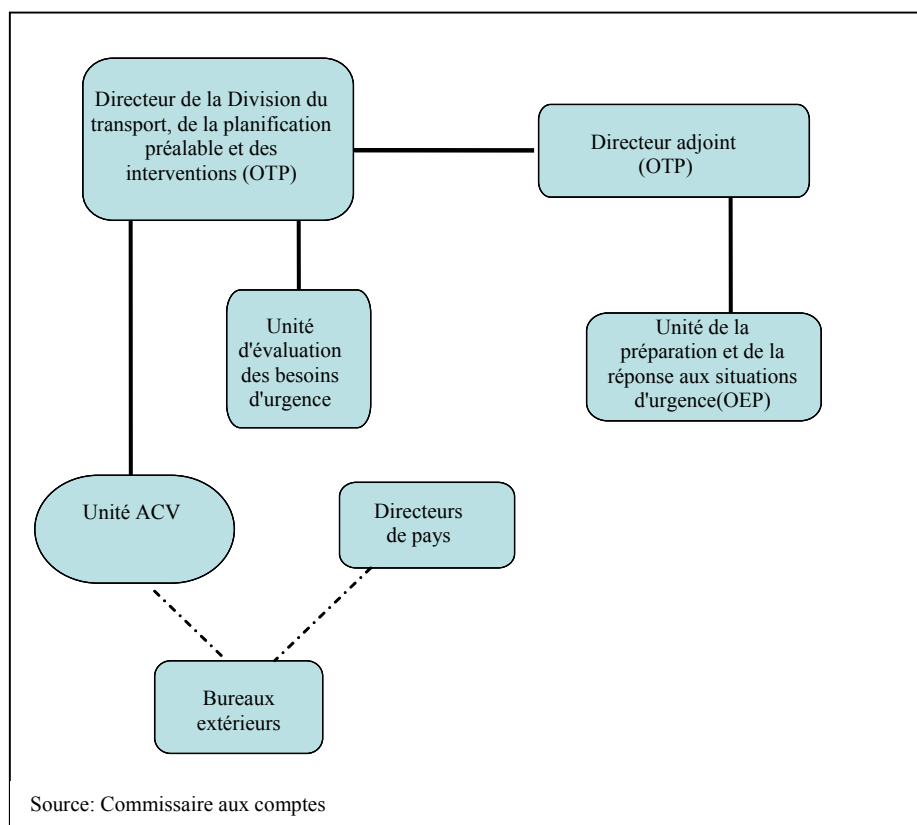 Directeur de la Division du
transport, de la planification
préalable et des
interventions (OTP)
Directeur adjoint
(OTP)
Unité
d'évaluation
des besoins
d'urgence
Unité de la
préparation et de la
réponse aux situations
d'urgence(OEP)
Unité ACV
Directeurs
de pays
Bureaux
extérieurs
Source: Commissaire aux comptes